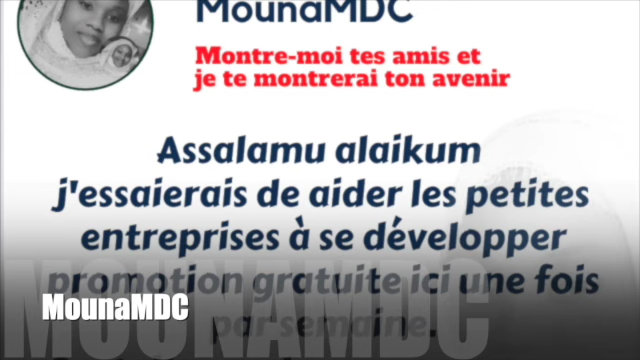 MounaMDC
Montre-moi tes amis et
je te montrerai ton avenir
Assalamu alaikum
j'essaierais de aider les petites
entreprises à se développer
promotion gratuite ici une fois
par semaine.
MOUNAMDC
MounaMDC